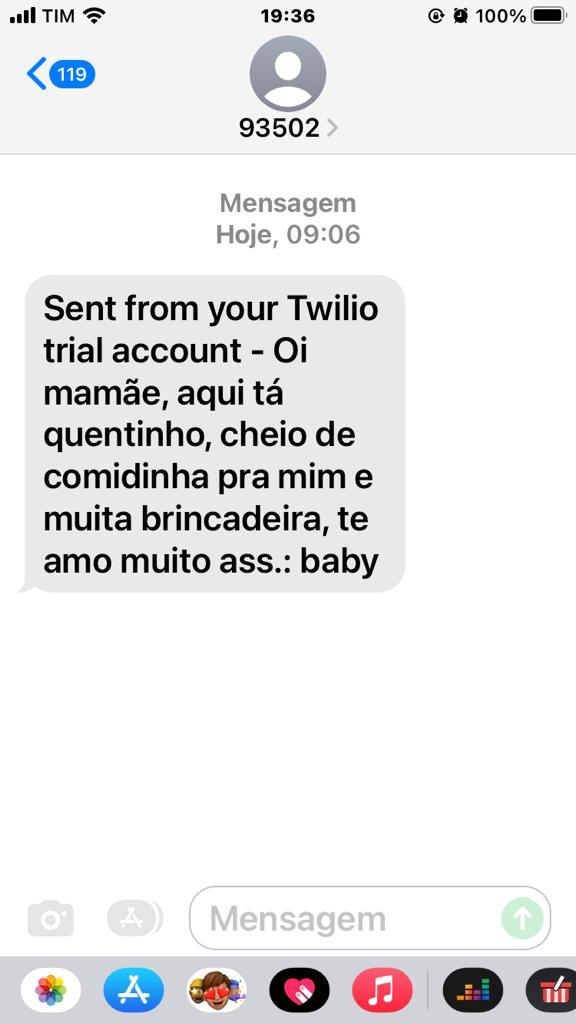 TIM 19:36 100%
119
93502
Mensagem
Hoje, 09:06
Sent from your Twilio
trial account - Oi
mamãe, aqui tá
quentinho, cheio de
comidinha pra mim e
muita brincadeira, te
amo muito ass.: baby
Mensagem